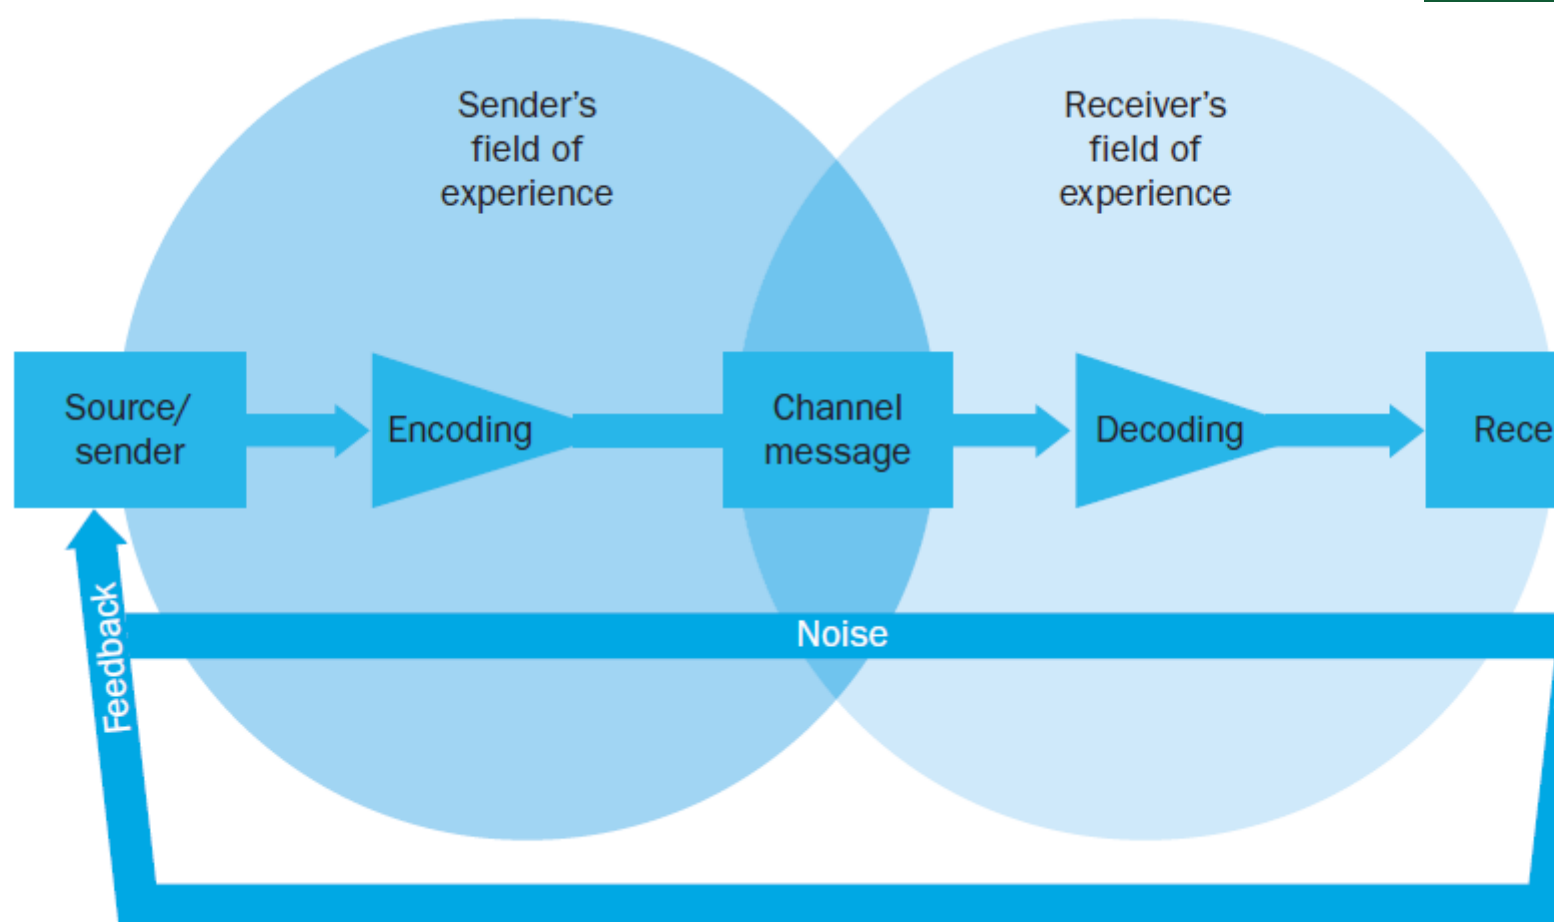 Sender's
field of
experience
Receiver's
field of
experience
Source/
sender
Encoding
Channel
message
Decoding
Rece
Feedback
Noise